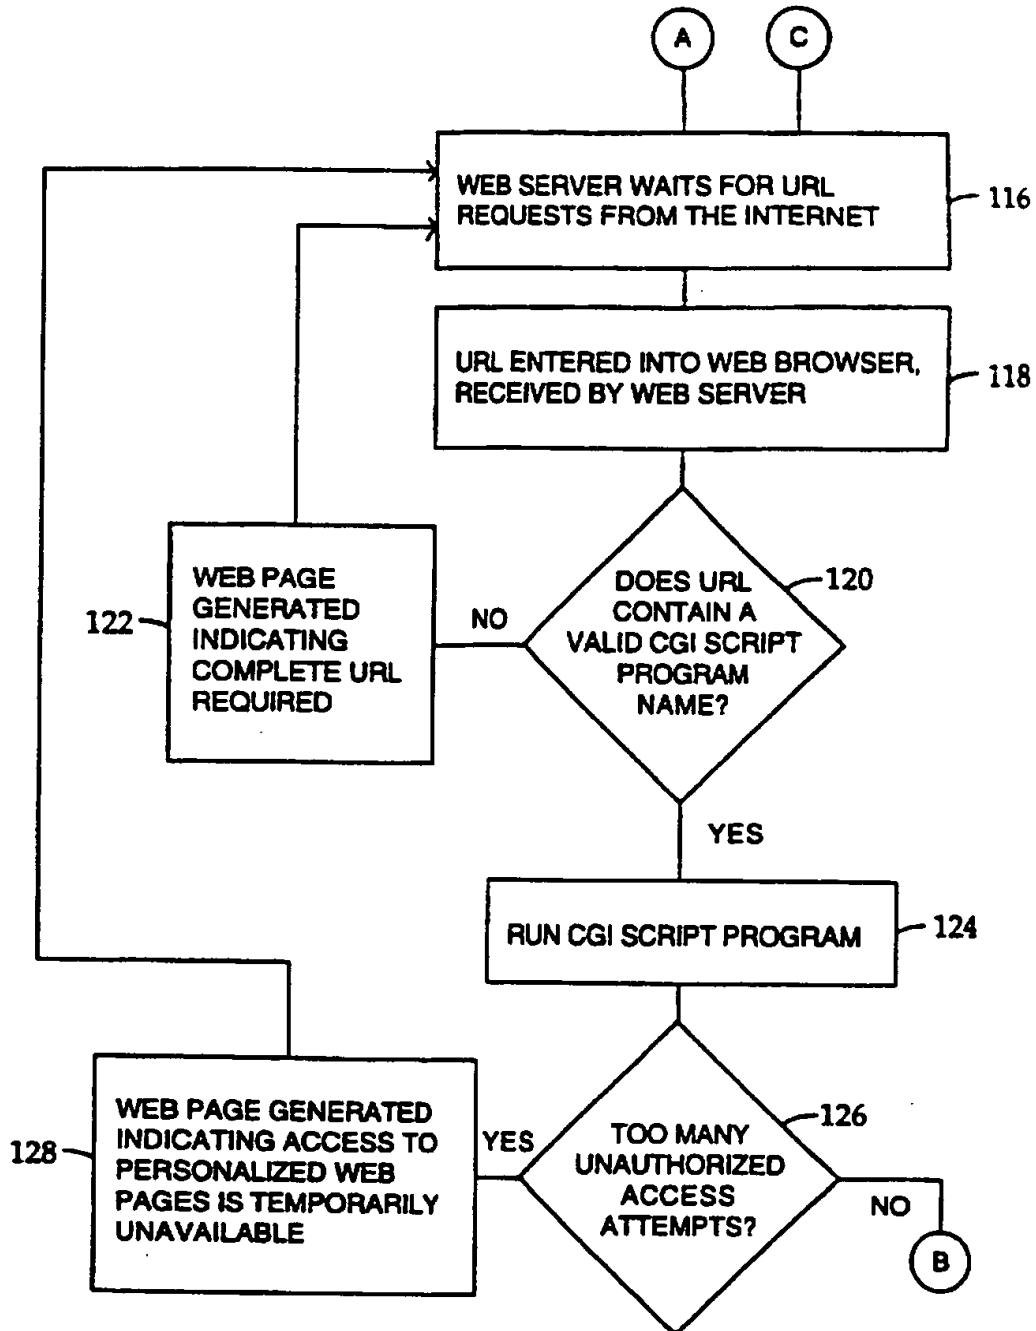 A
C
WEB SERVER WAITS FOR URL
REQUESTS FROM THE INTERNET
116
URL ENTERED INTO WEB BROWSER,
RECEIVED BY WEB SERVER
118
DOES URL
CONTAIN A
VALID CGI SCRIPT
PROGRAM
NAME?
120
NO
WEB PAGE
GENERATED
INDICATING
COMPLETE URL
REQUIRED
122
YES
RUN CGI SCRIPT PROGRAM
124
TOO MANY
UNAUTHORIZED
ACCESS
ATTEMPTS?
126
YES
WEB PAGE GENERATED
INDICATING ACCESS TO
PERSONALIZED WEB
PAGES IS TEMPORARILY
UNAVAILABLE
128
NO
B